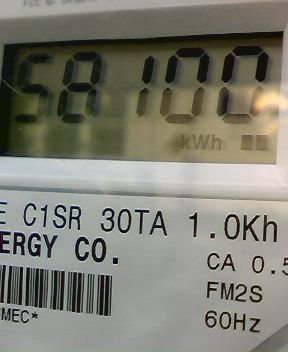 58100
kWh
E C1SR 30TA 1.0Kh
ERGY CO.
CA 0.5
FM2S
MEC*
60Hz